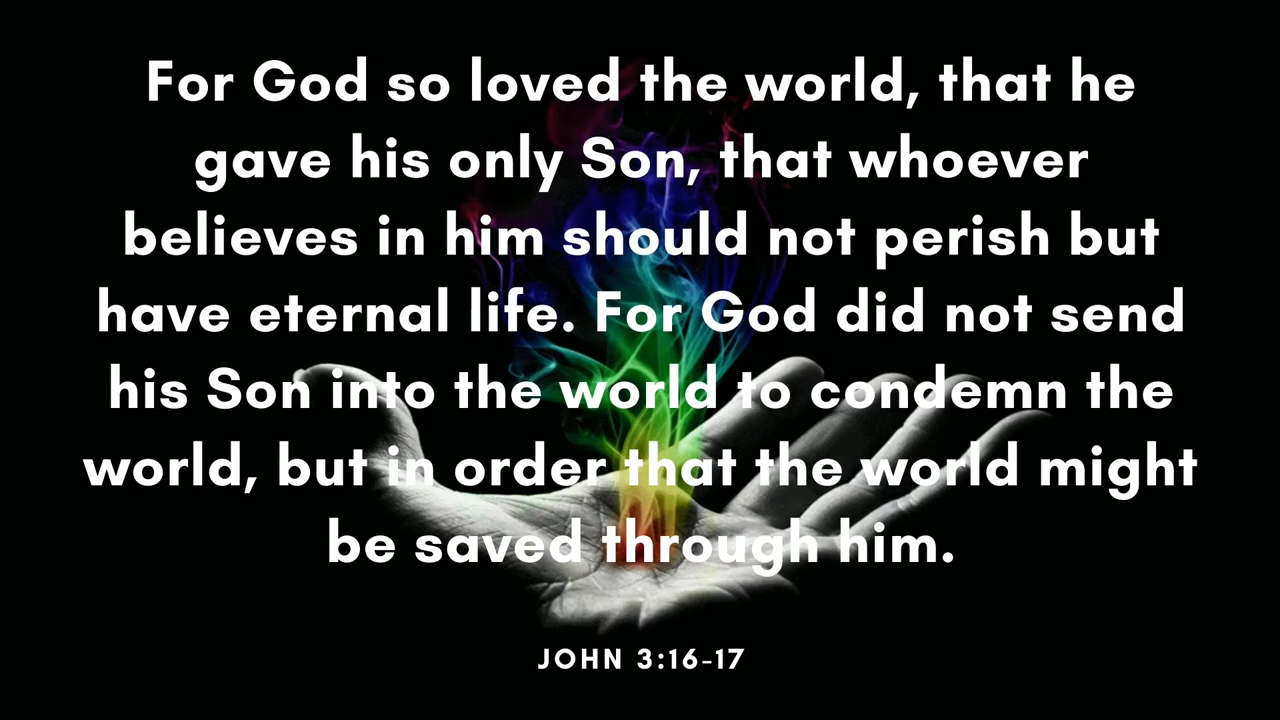 For God so loved the world, that he
gave his only Son, that whoever
believes in him should not perish but
have eternal life. For God did not send
his Son into the world to condemn the
world, but in order that the world might
be saved through him.
JOHN 3:16-17